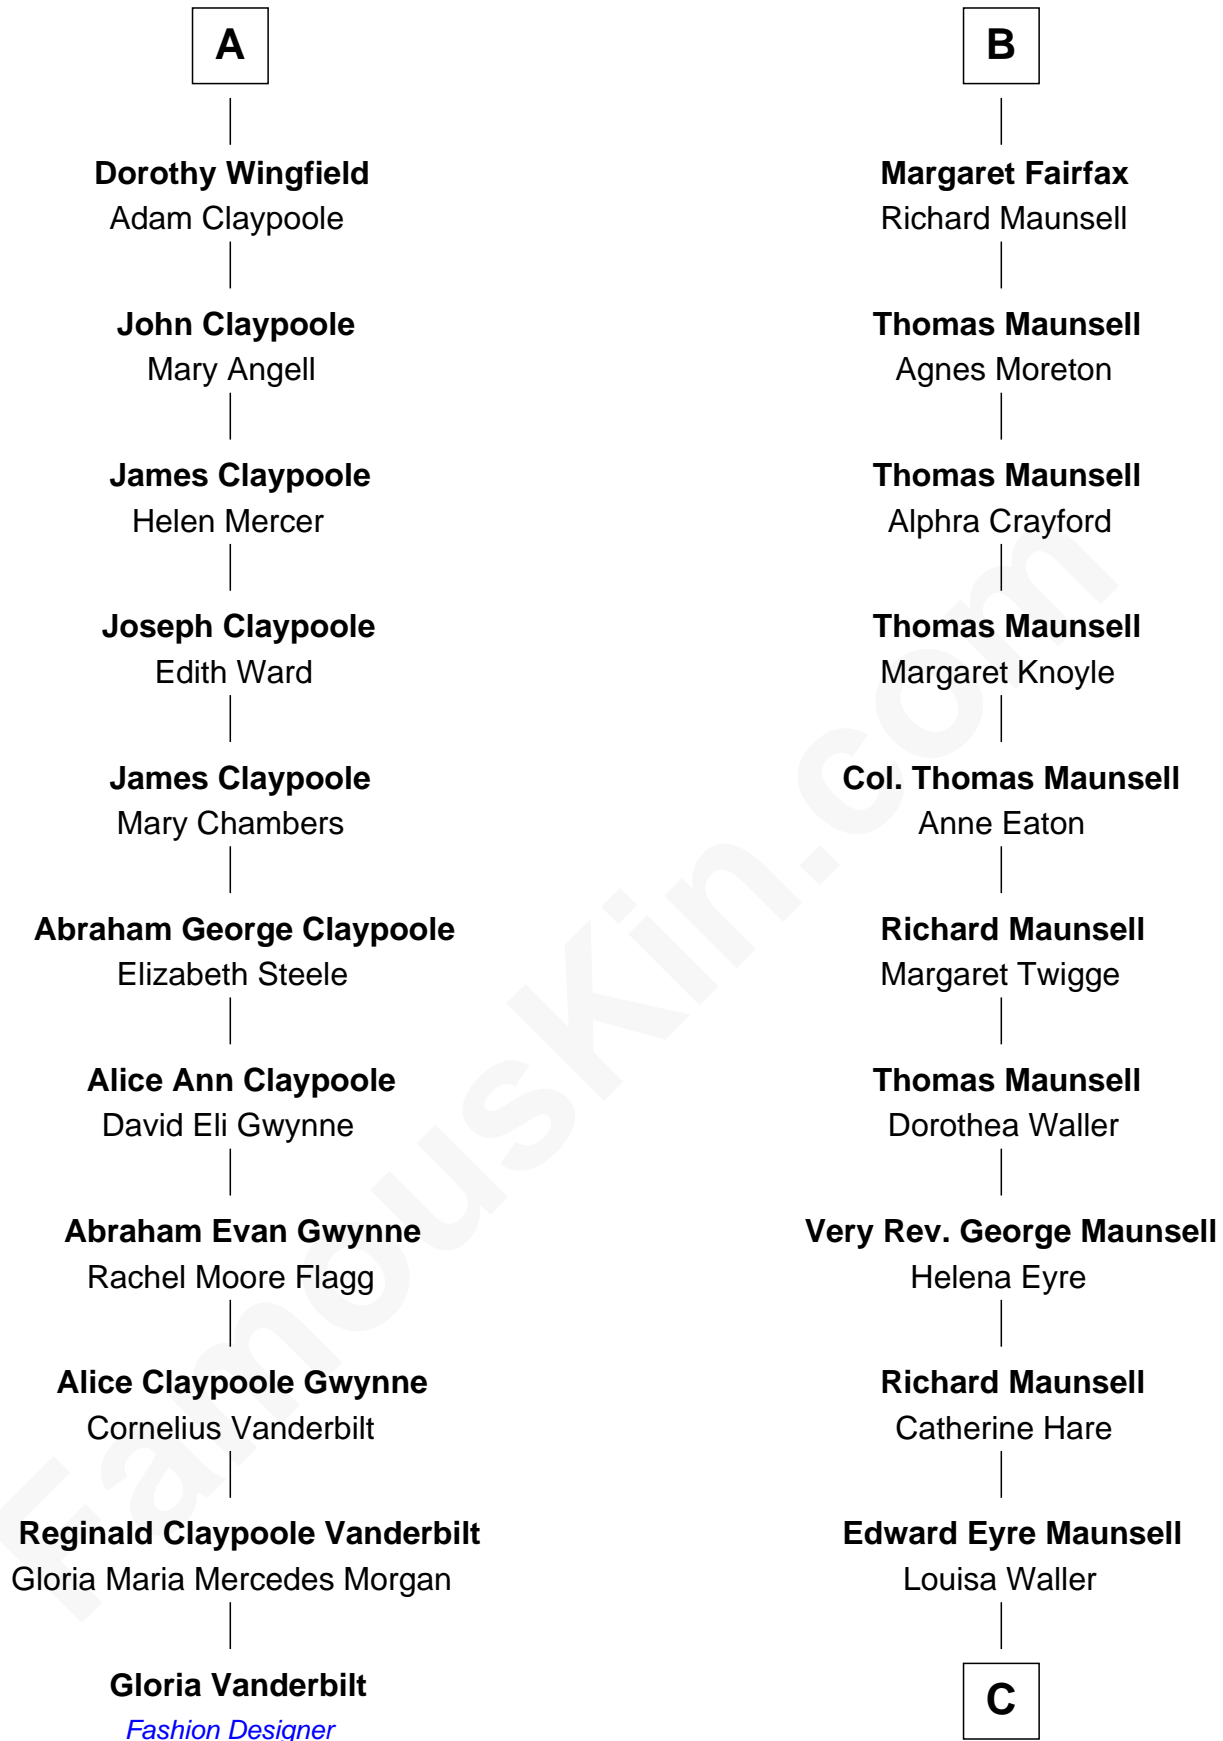 A
Dorothy Wingfield
Adam Claypoole
John Claypoole
Mary Angell
James Claypoole
Helen Mercer
Joseph Claypoole
Edith Ward
James Claypoole
Mary Chambers
Abraham George Claypoole
Elizabeth Steele
Alice Ann Claypoole
David Eli Gwynne
Abraham Evan Gwynne
Rachel Moore Flagg
Alice Claypoole Gwynne
Cornelius Vanderbilt
Reginald Claypoole Vanderbilt
Gloria Maria Mercedes Morgan
Gloria Vanderbilt
Fashion Designer
B
Margaret Fairfax
Richard Maunsell
Thomas Maunsell
Agnes Moreton
Thomas Maunsell
Alphra Crayford
Thomas Maunsell
Margaret Knoyle
Col. Thomas Maunsell
Anne Eaton
Richard Maunsell
Margaret Twigge
Thomas Maunsell
Dorothea Waller
Very Rev. George Maunsell
Helena Eyre
Richard Maunsell
Catherine Hare
Edward Eyre Maunsell
Louisa Waller
C
FamousKin.com